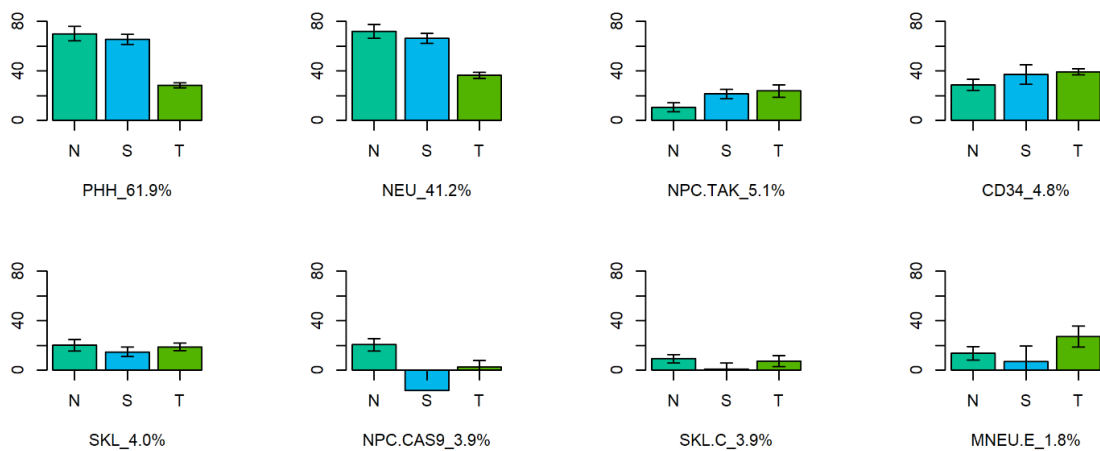 80
40
0
N S T
PHH_61.9%
80
40
0
N S T
NEU_41.2%
80
40
0
N S T
NPC.TAK_5.1%
80
40
0
N S T
CD34_4.8%
80
40
0
N S T
SKL_4.0%
80
40
0
N S T
NPC.CAS9_3.9%
80
40
0
N S T
SKL.C_3.9%
80
40
0
N S T
MNEU.E_1.8%